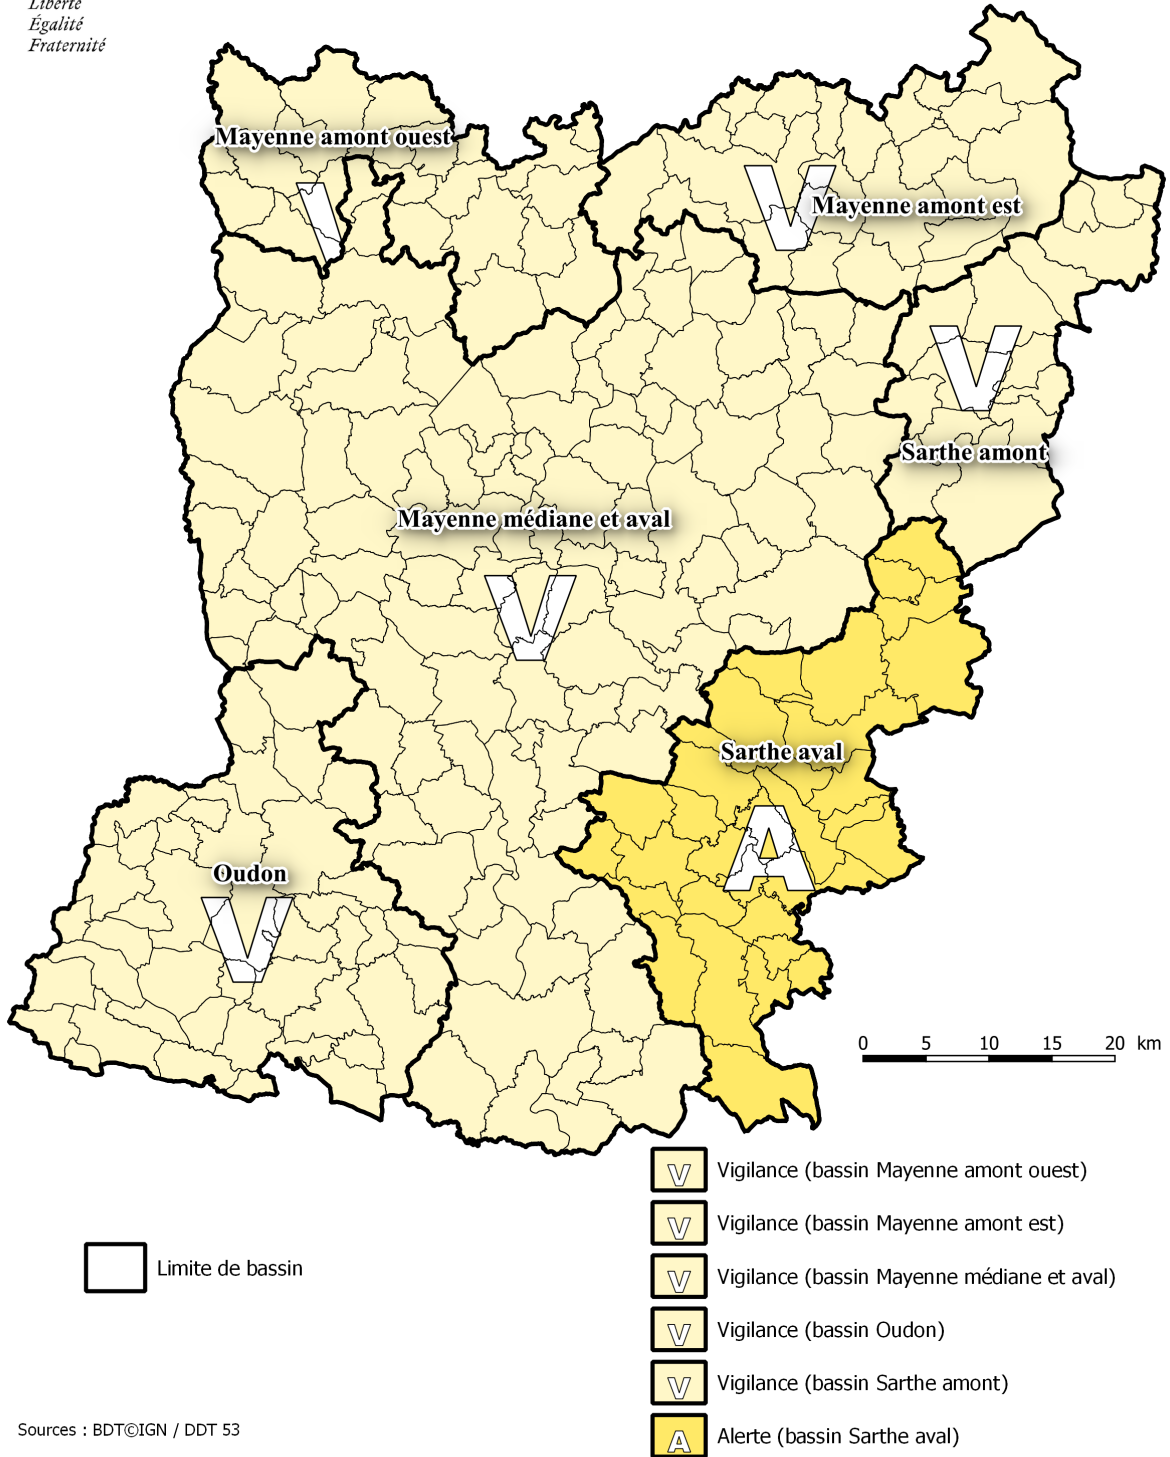 Liberté
Égalité
Fraternité
Mayenne amont ouest
V
V
Mayenne amont est
V
Sarthe amont
Mayenne médiane et aval
V
Sarthe aval
A
Oudon
V
0 5 10 15 20 km
V Vigilance (bassin Mayenne amont ouest)
V Vigilance (bassin Mayenne amont est)
V Vigilance (bassin Mayenne médiane et aval)
V Vigilance (bassin Oudon)
V Vigilance (bassin Sarthe amont)
A Alerte (bassin Sarthe aval)
Limite de bassin
Sources : BDT©IGN / DDT 53